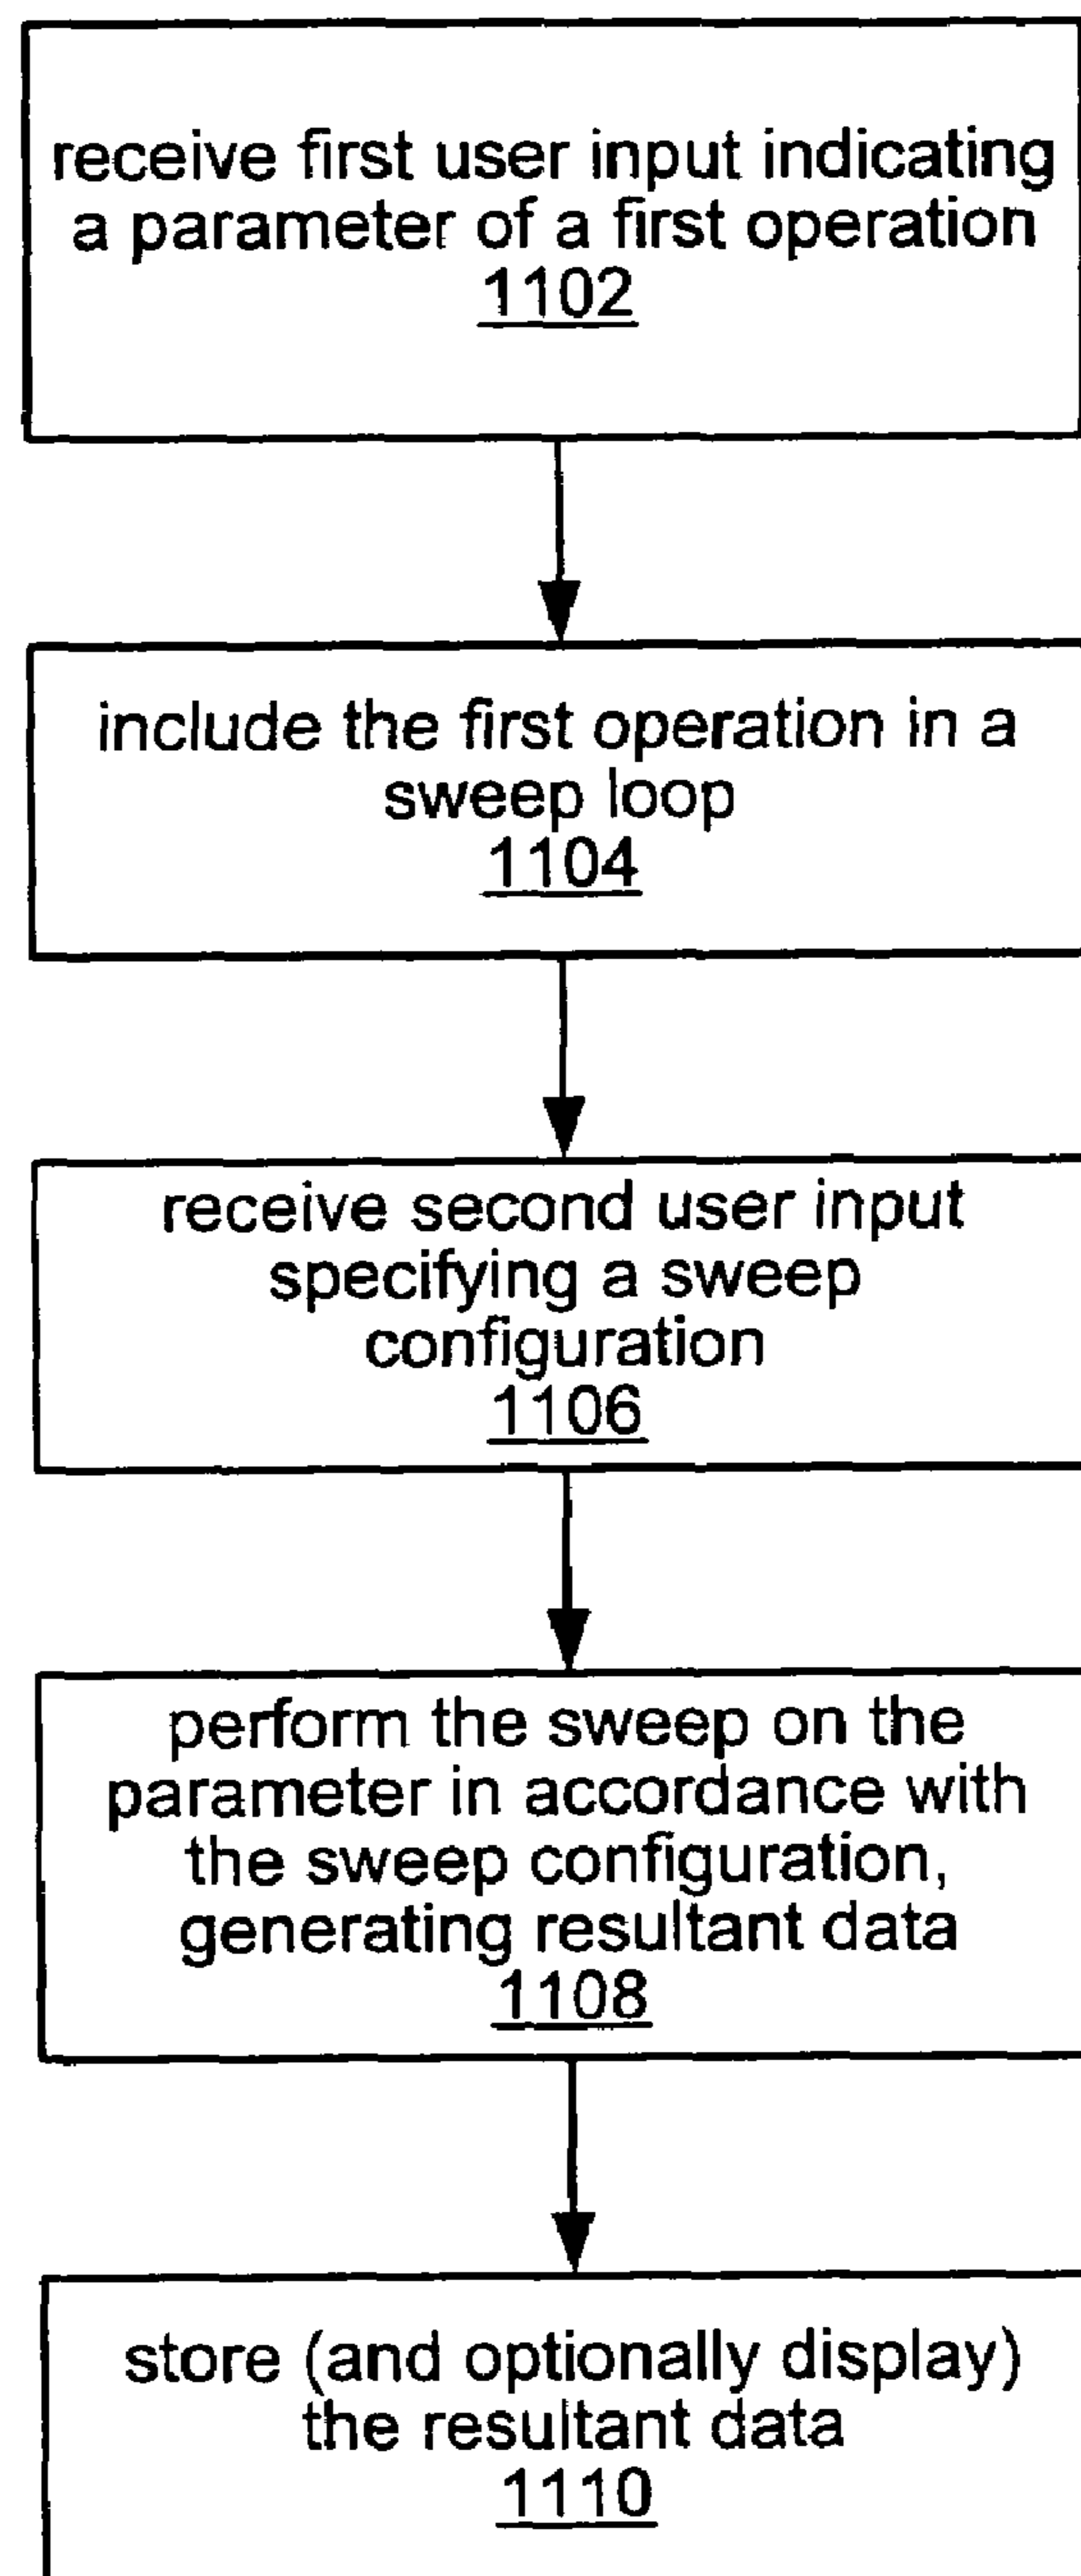 receive first user input indicating
a parameter of a first operation
1102
include the first operation in a
sweep loop
1104
receive second user input
specifying a sweep
configuration
1106
perform the sweep on the
parameter in accordance with
the sweep configuration,
generating resultant data
1108
store (and optionally display)
the resultant data
1110